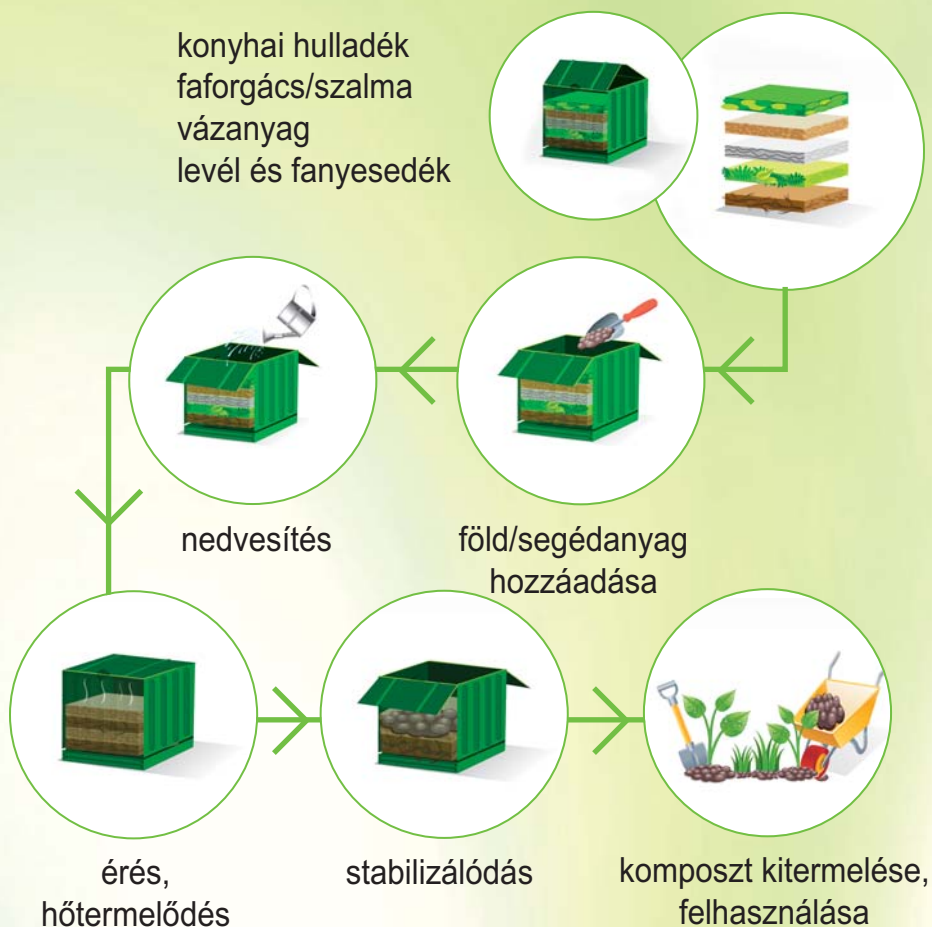 konyhai hulladék
faforgács/szalma
vázanyag
levél és fanyesedék
föld/segédanyag
hozzáadása
nedvesítés
érés,
hőtermelődés
stabilizálódás
komposzt kitermelése,
felhasználása